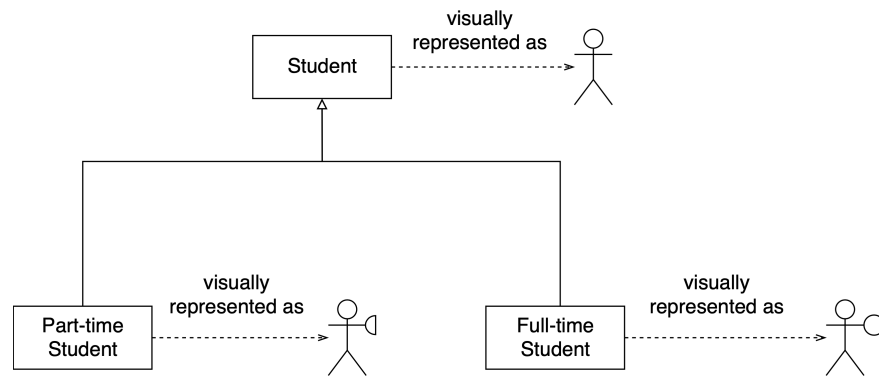 visually
represented as
Student
visually
represented as
visually
represented as
Part-time
Student
Full-time
Student